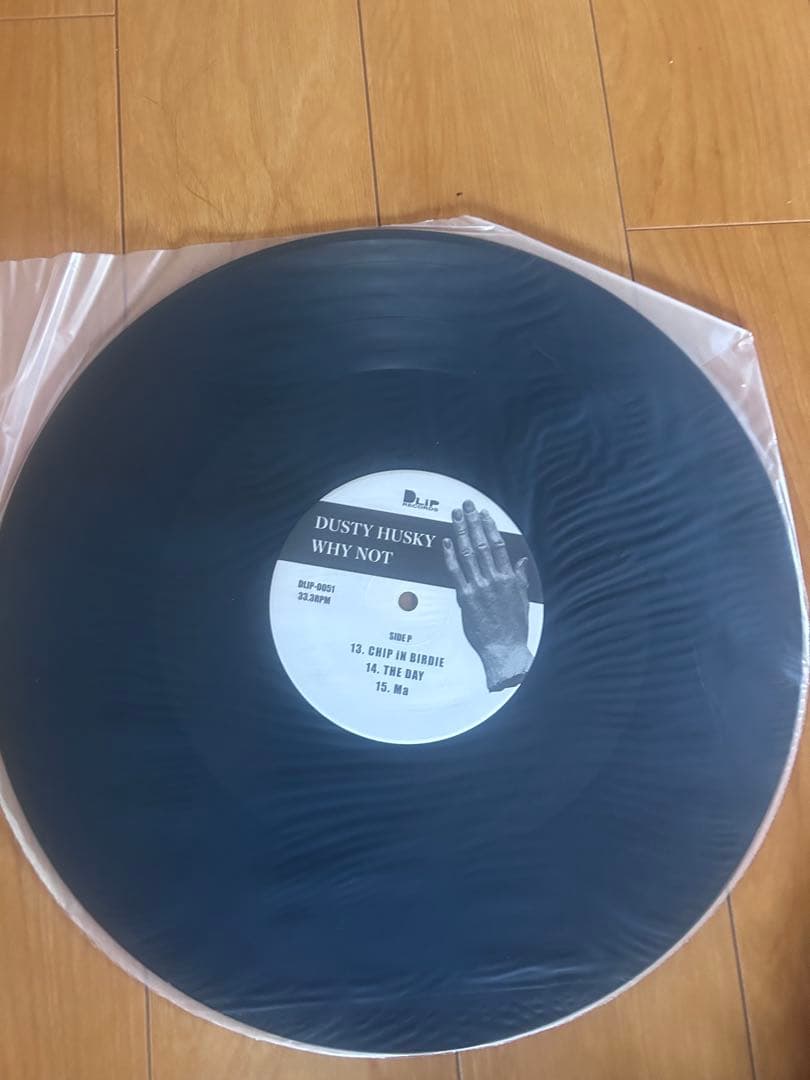 DLIP
RECORDS
DUSTY HUSKY
WHY NOT
DLIP-0051
33.3RPM
SIDE P
13. CHIP iN BIRDIE
14. THE DAY
15. Ma